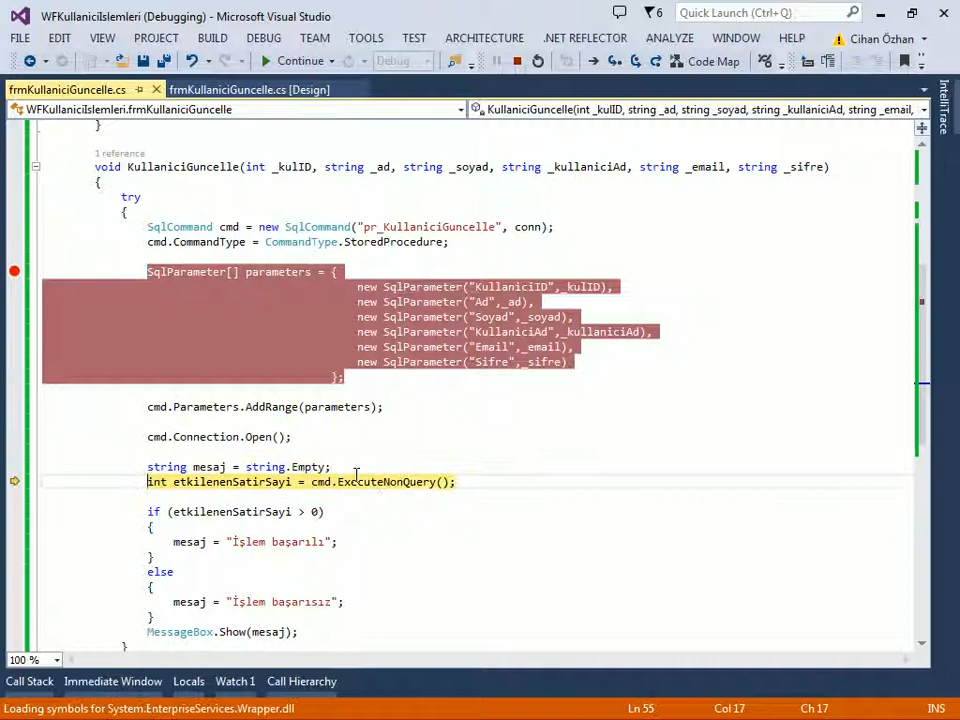 WFKullaniciIslemleri (Debugging) - Microsoft Visual Studio
6
Quick Launch (Ctrl+Q)
FILE EDIT VIEW PROJECT BUILD DEBUG TEAM TOOLS TEST ARCHITECTURE .NET REFLECTOR ANALYZE WINDOW HELP Cihan Özhan
Continue Debug Code Map
frmKullaniciGuncelle.cs frmKullaniciGuncelle.cs [Design]
WFKullaniciIslemleri.frmKullaniciGuncelle KullaniciGuncelle(int _kulID, string _ad, string _soyad, string _kullaniciAd, string _email,
IntelliTrace
}
1 reference
void KullaniciGuncelle(int _kulID, string _ad, string _soyad, string _kullaniciAd, string _email, string _sifre)
{
try
{
SqlCommand cmd = new SqlCommand("pr_KullaniciGuncelle", conn);
cmd.CommandType = CommandType.StoredProcedure;
SqlParameter[] parameters = {
new SqlParameter("KullaniciID",_kulID),
new SqlParameter("Ad",_ad),
new SqlParameter("Soyad",_soyad),
new SqlParameter("KullaniciAd",_kullaniciAd),
new SqlParameter("Email",_email),
new SqlParameter("Sifre",_sifre)
};
cmd.Parameters.AddRange(parameters);
cmd.Connection.Open();
string mesaj = string.Empty;
int etkilenenSatirSayi = cmd.ExecuteNonQuery();
if (etkilenenSatirSayi > 0)
{
mesaj = "İşlem başarılı";
}
else
{
mesaj = "İşlem başarısız";
}
MessageBox.Show(mesaj);
}
100 %
Call Stack Immediate Window Locals Watch 1 Call Hierarchy
Loading symbols for System.EnterpriseServices.Wrapper.dll Ln 55 Col 17 Ch 17 INS